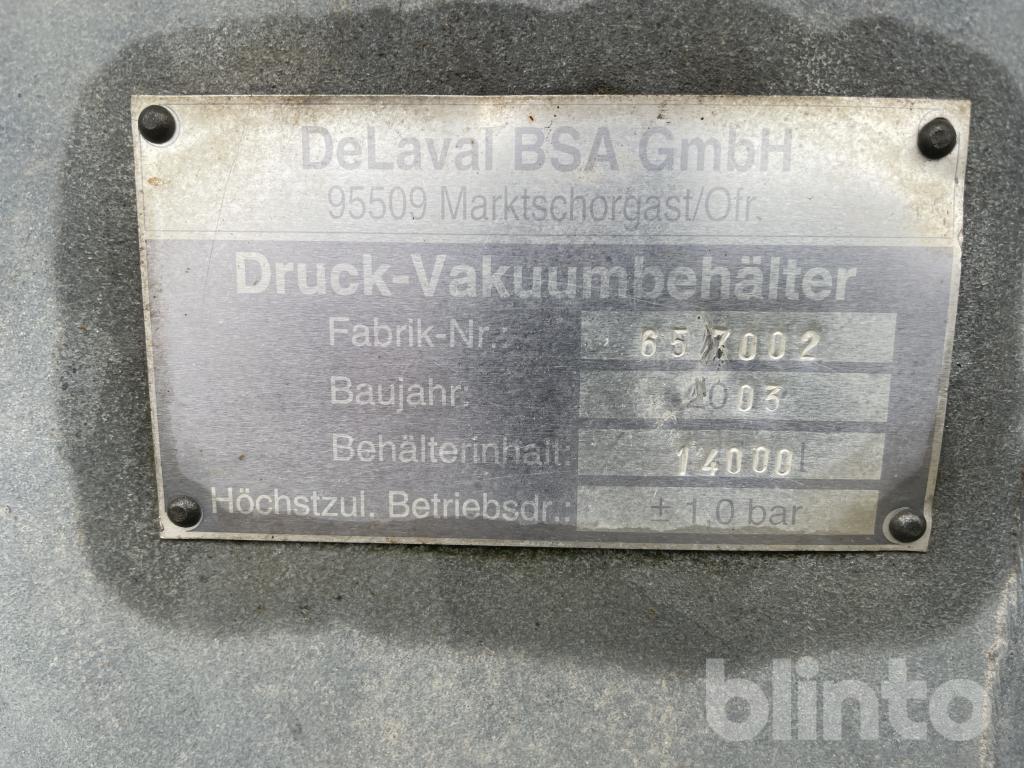 DeLaval BSA GmbH
95509 Marktschorgast/Ofr.
Druck-Vakuumbehälter
Fabrik-Nr.: 657002
Baujahr: 2003
Behälterinhalt: 14000 l
Höchstzul. Betriebsdr.: ± 1,0 bar
blinto